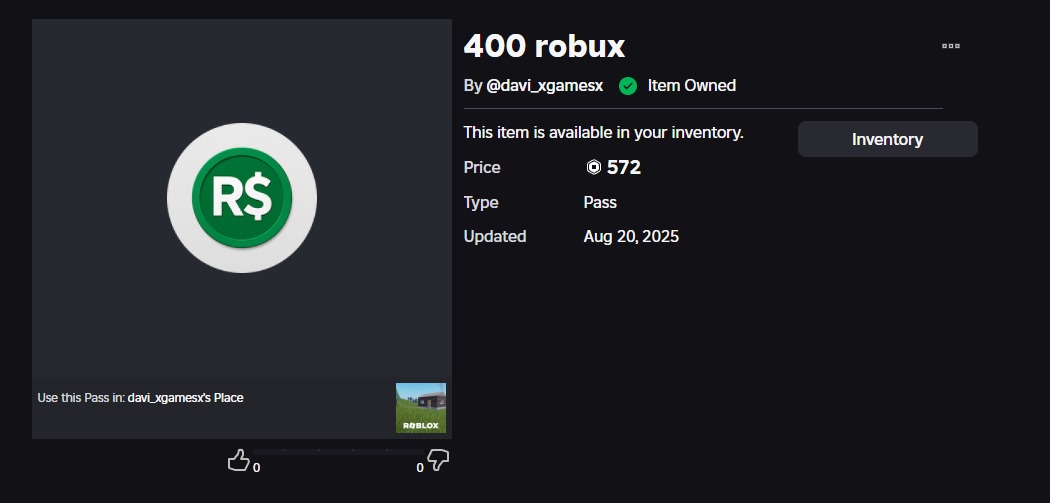 400 robux
By @davi_xgamesx Item Owned
This item is available in your inventory.
Inventory
Price 572
Type Pass
Updated Aug 20, 2025
R$
Use this Pass in: davi_xgamesx's Place
ROBLOX
0 0